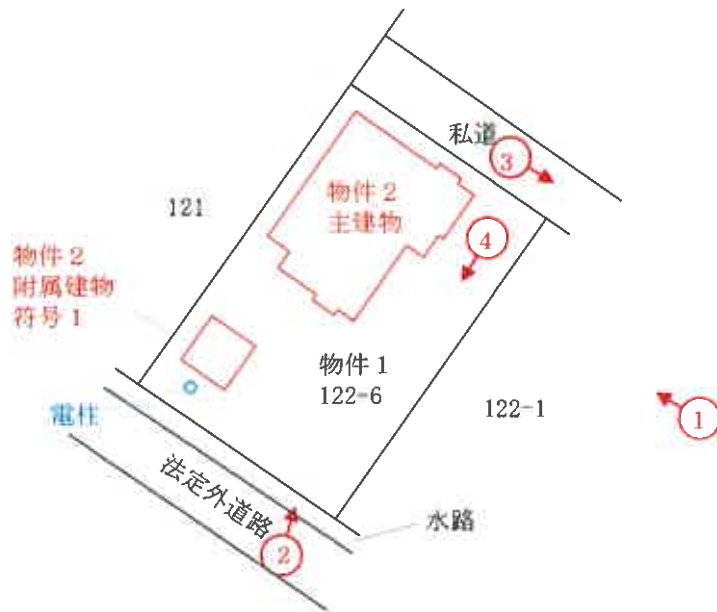 私道
③
物件２
主建物
121
④
物件２
附属建物
符号１
物件１
122-6
122-1
①
電柱
法定外道路
水路
②